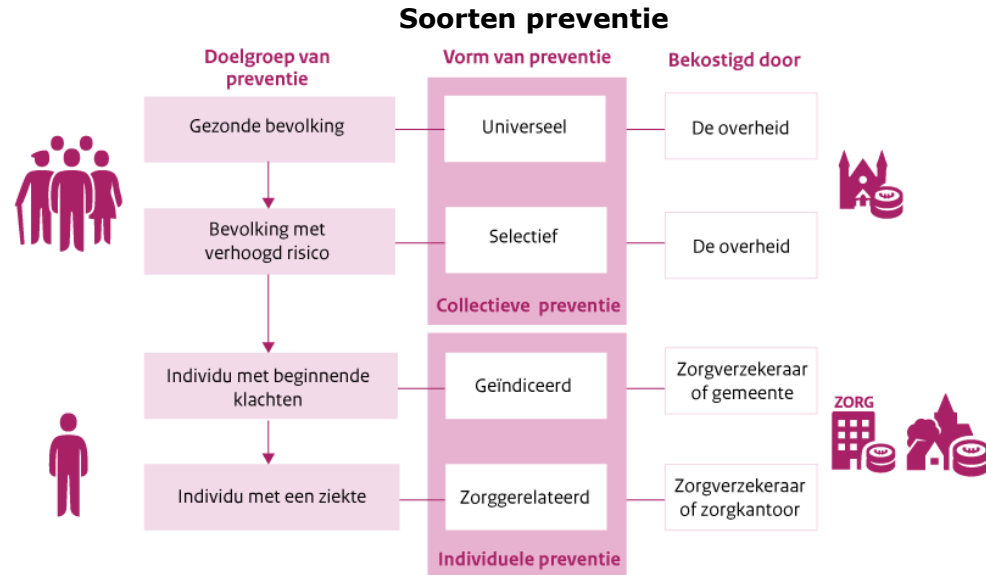 Soorten preventie
Doelgroep van
preventie
Vorm van preventie
Bekostigd door
Gezonde bevolking
Universeel
De overheid
Bevolking met
verhoogd risico
Selectief
De overheid
Collectieve preventie
Individu met beginnende
klachten
Geïndiceerd
Zorgverzekeraar
of gemeente
ZORG
Individu met een ziekte
Zorggerelateerd
Zorgverzekeraar
of zorgkantoor
Individuele preventie